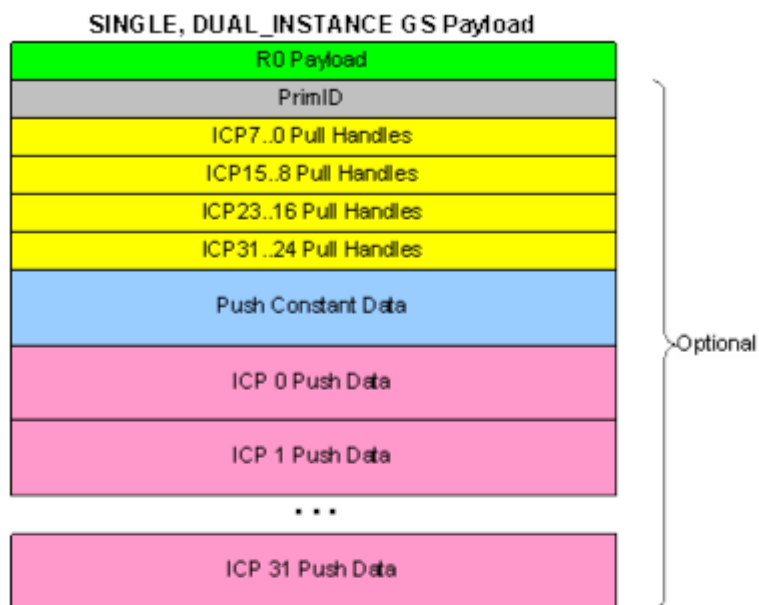 SINGLE, DUAL_INSTANCE GS Payload
R0 Payload
PrimID
ICP7..0 Pull Handles
ICP15..8 Pull Handles
ICP23..16 Pull Handles
ICP31..24 Pull Handles
Push Constant Data
Optional
ICP 0 Push Data
ICP 1 Push Data
...
ICP 31 Push Data